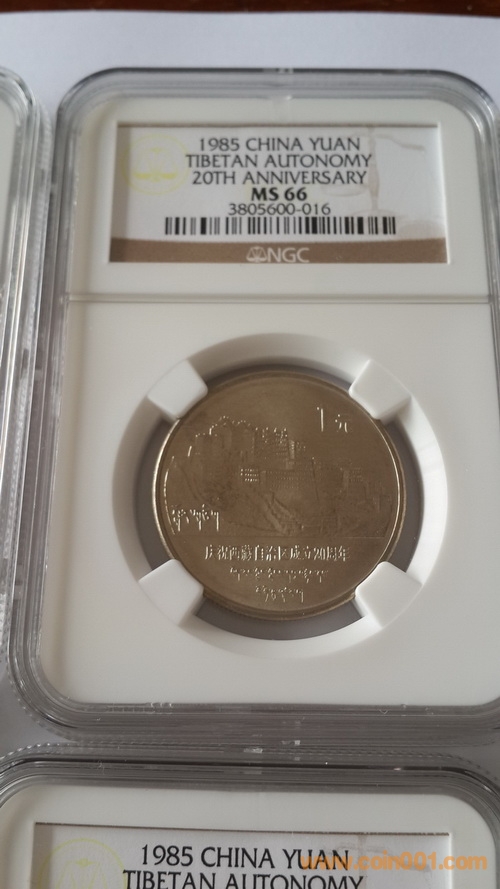 1985 CHINA YUAN
TIBETAN AUTONOMY
20TH ANNIVERSARY
MS 66
3805600-016
NGC
1元
庆祝西藏自治区成立20周年
1985 CHINA YUAN
TIBETAN AUTONOMY
www.coin001.com